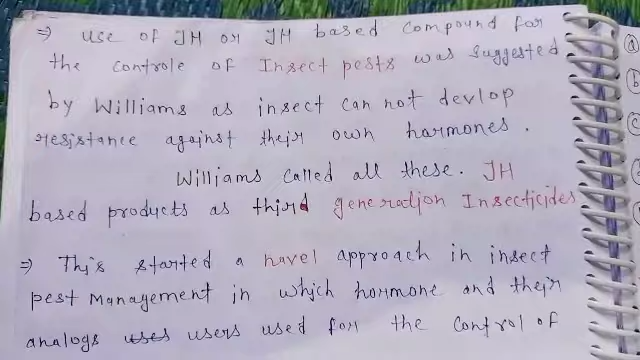 ⇒ use of JH or JH based compound for
the controle of Insect pests was suggested
by Williams as insect can not devlop
resistance against their own hormones.
Williams called all these. JH
based products as third generation Insecticides
⇒ This started a navel approach in insect
pest management in which hormone and their
analogs uses users used for the control of
a
b
c